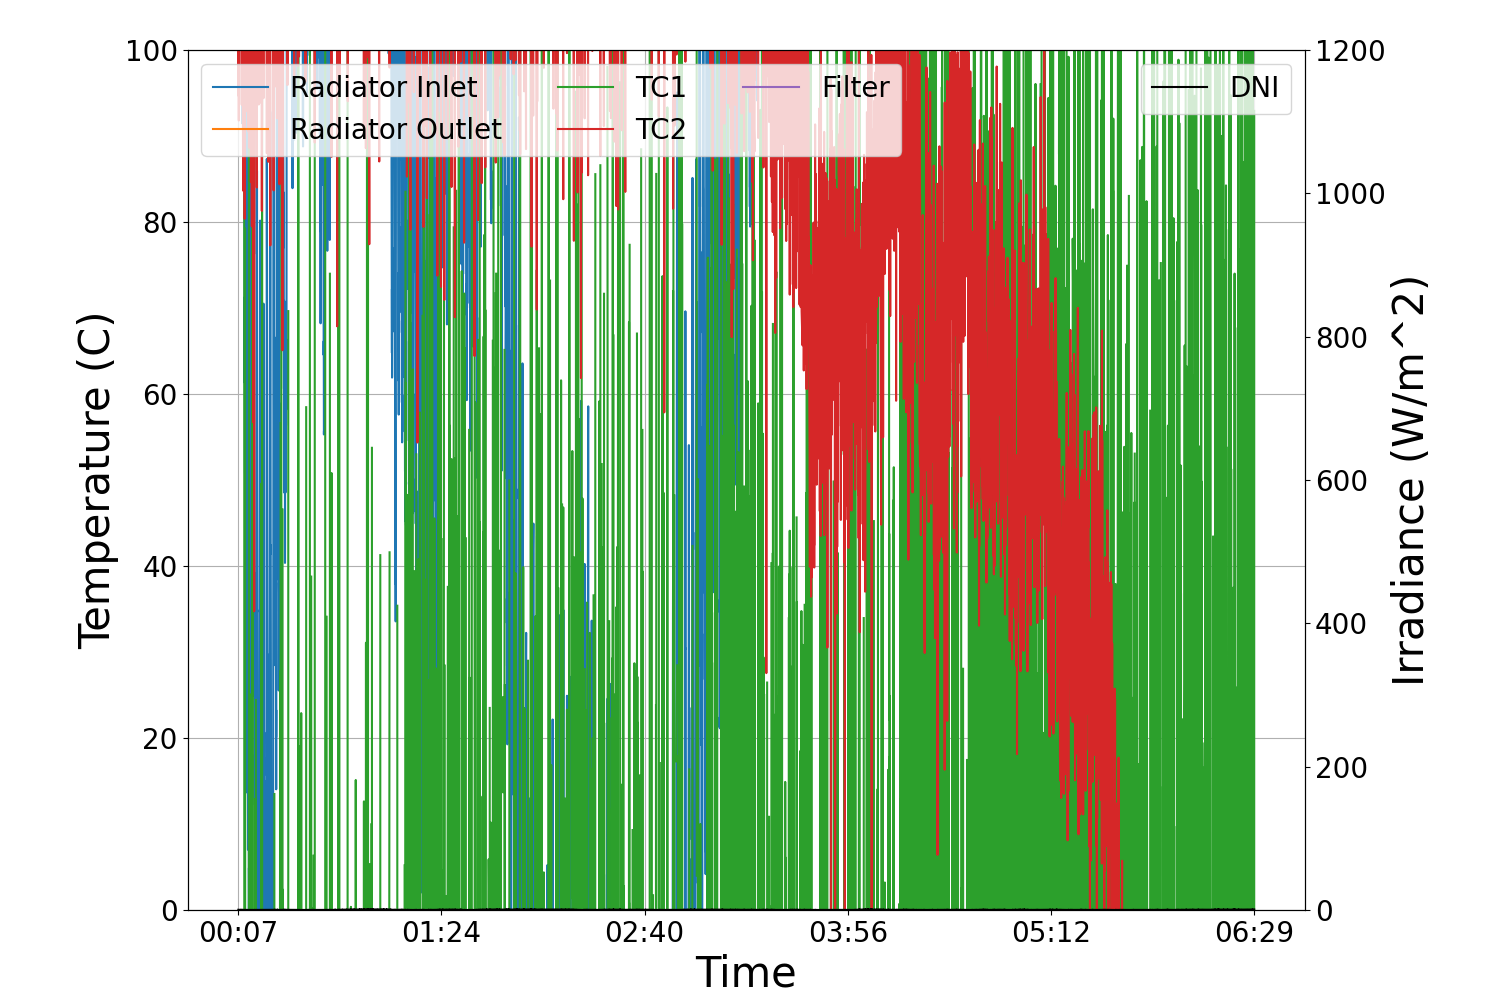 100
80
60
40
20
0
Temperature (C)
Radiator Inlet
Radiator Outlet
TC1
TC2
Filter
DNI
1200
1000
800
600
400
200
0
Irradiance (W/m^2)
00:07
01:24
02:40
03:56
05:12
06:29
Time